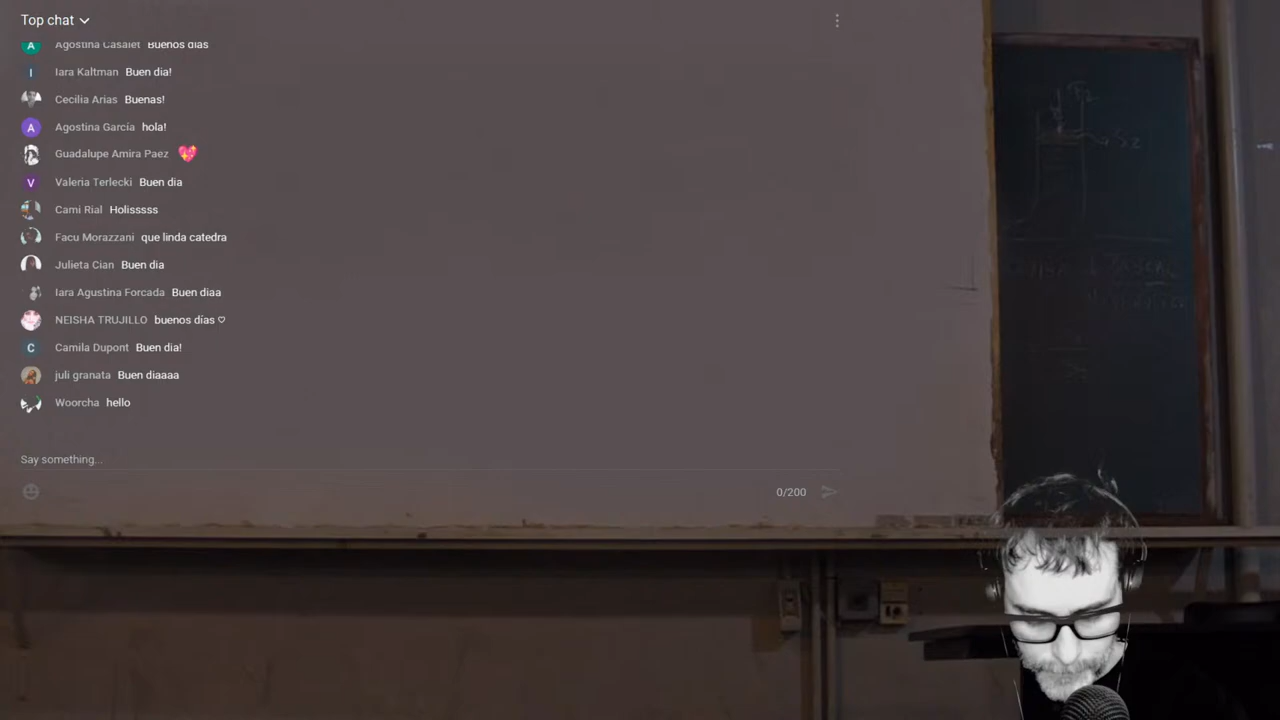 Top chat
Agostina Casalet Buenos días
Iara Kaltman Buen dia!
Cecilia Arias Buenas!
Agostina García hola!
Guadalupe Amira Paez 💖
Valeria Terlecki Buen dia
Cami Rial Holisssss
Facu Morazzani que linda catedra
Julieta Cian Buen dia
Iara Agustina Forcada Buen diaa
NEISHA TRUJILLO buenos días ♡
Camila Dupont Buen dia!
juli granata Buen diaaaa
Woorcha hello
Say something...
0/200
PASCAL